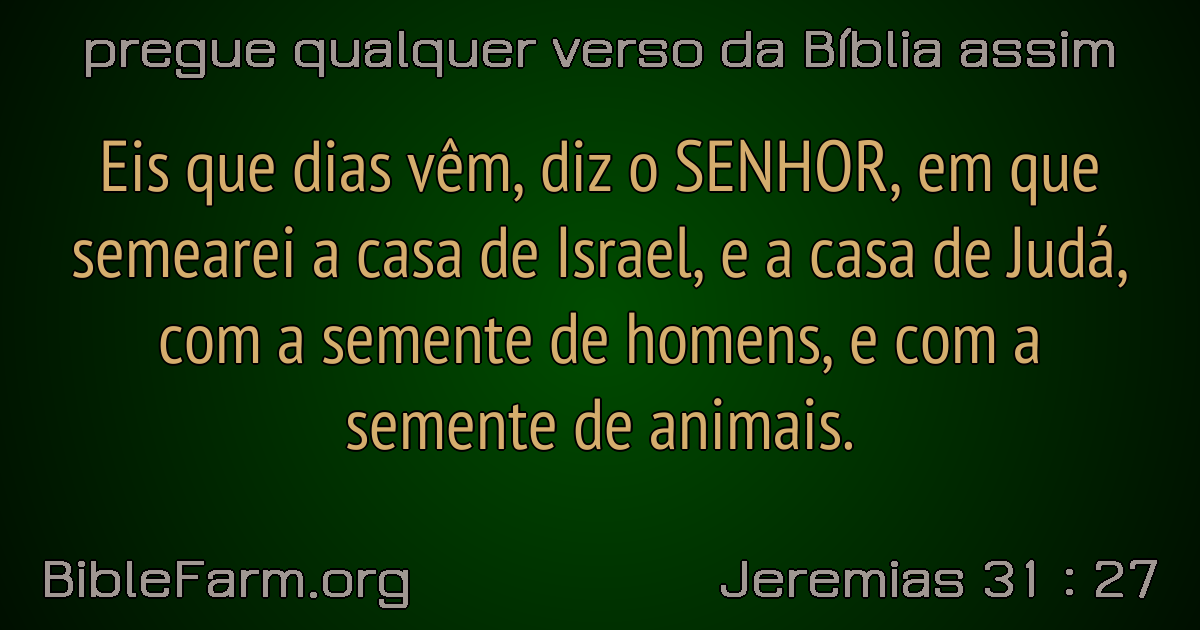 pregue qualquer verso da Bíblia assim
Eis que dias vêm, diz o SENHOR, em que
semearei a casa de Israel, e a casa de Judá,
com a semente de homens, e com a
semente de animais.
BibleFarm.org
Jeremias 31 : 27